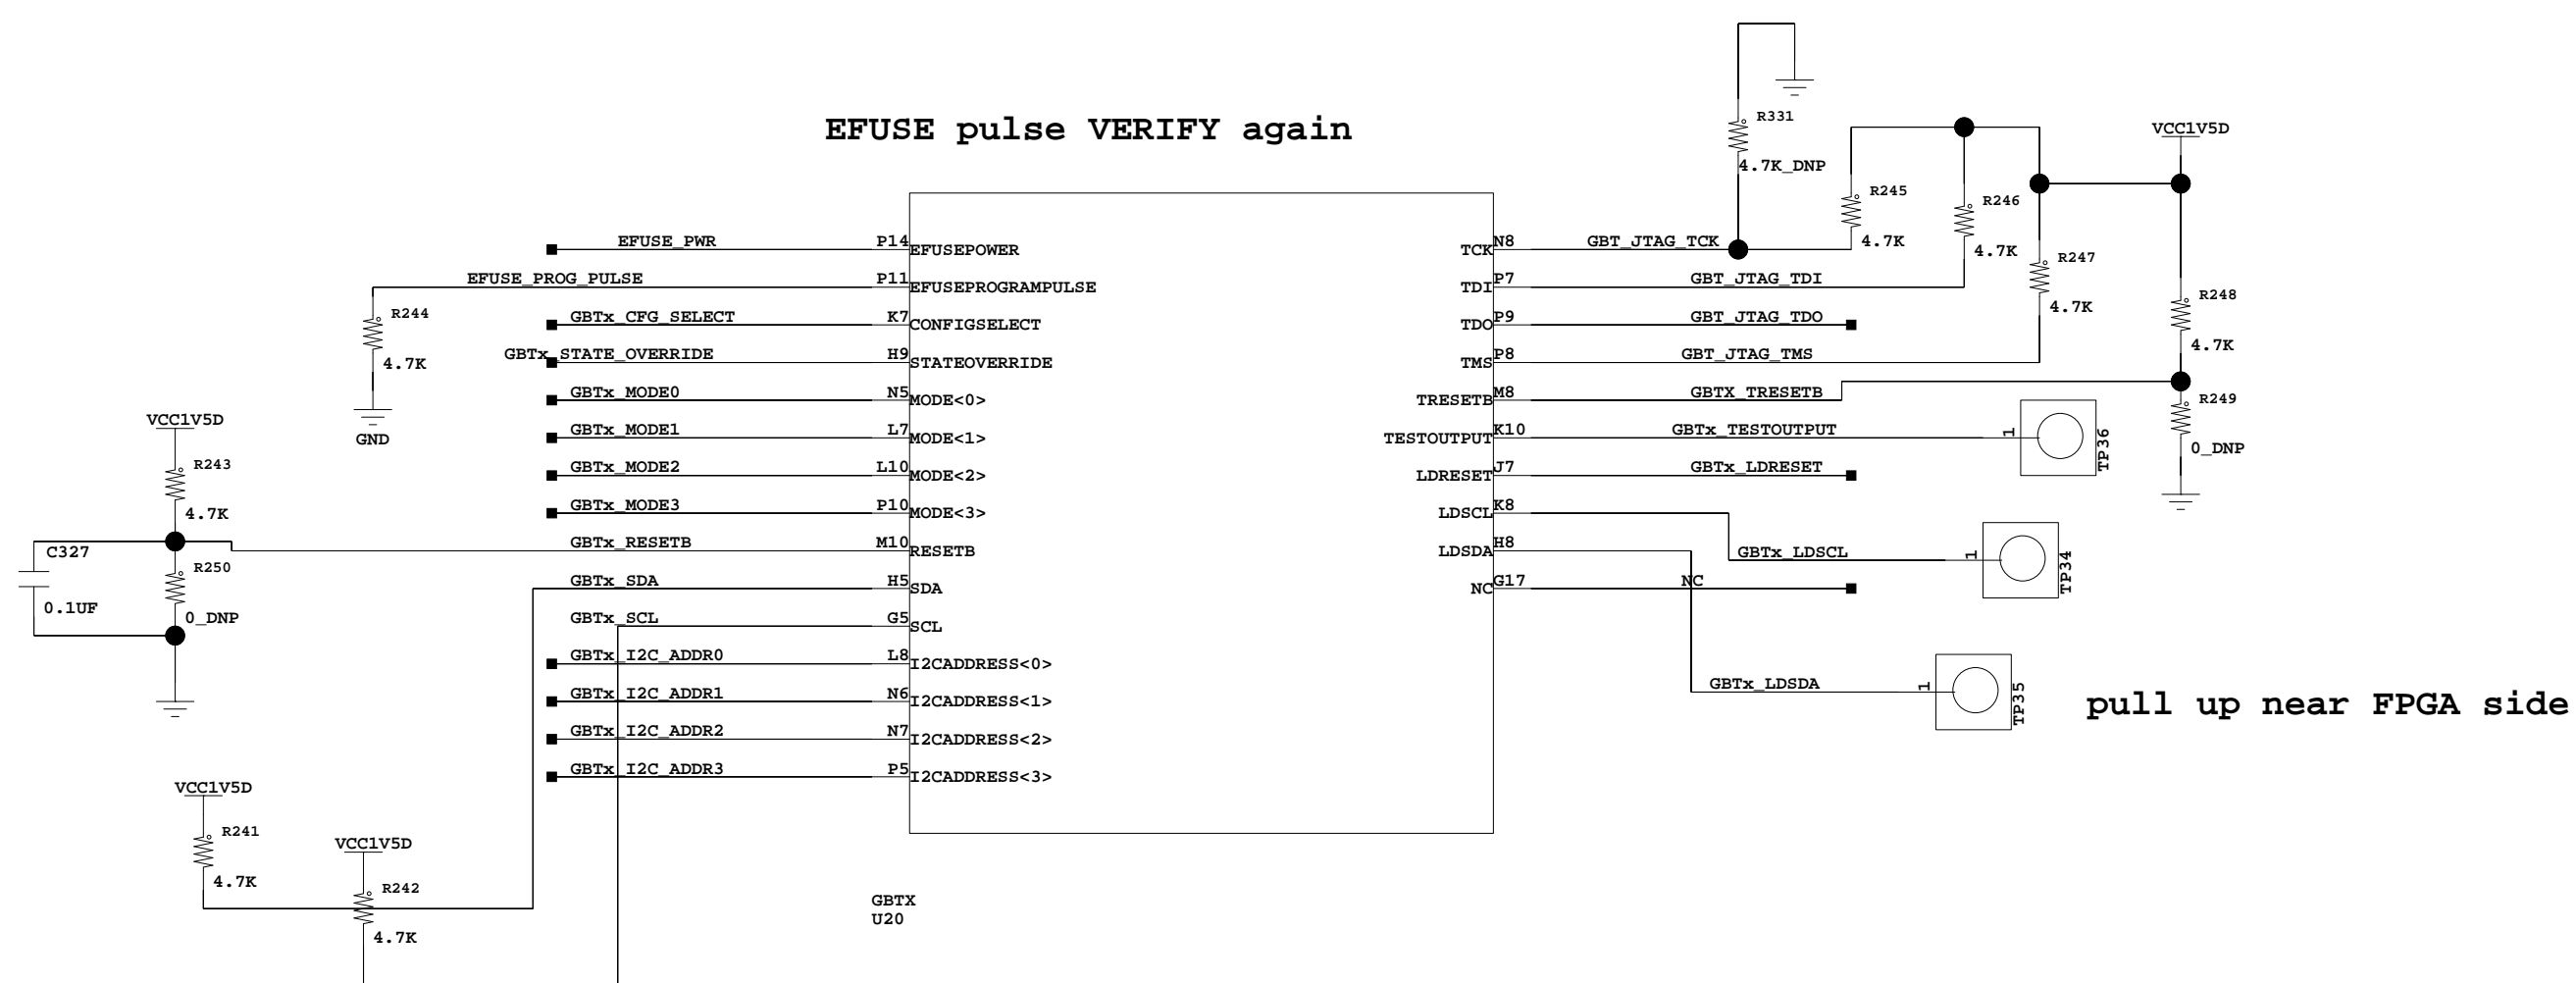 EFUSE pulse VERIFY again
R331
4.7K_DNP
VCC1V5D
R245
4.7K
R246
4.7K
R247
4.7K
R248
4.7K
R249
0_DNP
EFUSE_PWR
P14
EFUSEPOWER
EFUSE_PROG_PULSE
P11
EFUSEPROGRAMPULSE
R244
4.7K
GND
GBTx_CFG_SELECT
K7
CONFIGSELECT
GBTx_STATE_OVERRIDE
H9
STATEOVERRIDE
GBTx_MODE0
N5
MODE<0>
GBTx_MODE1
L7
MODE<1>
GBTx_MODE2
L10
MODE<2>
GBTx_MODE3
P10
MODE<3>
GBTx_RESETB
M10
RESETB
GBTx_SDA
H5
SDA
GBTx_SCL
G5
SCL
GBTx_I2C_ADDR0
L8
I2CADDRESS<0>
GBTx_I2C_ADDR1
N6
I2CADDRESS<1>
GBTx_I2C_ADDR2
N7
I2CADDRESS<2>
GBTx_I2C_ADDR3
P5
I2CADDRESS<3>
TCK
N8
GBT_JTAG_TCK
TDI
P7
GBT_JTAG_TDI
TDO
P9
GBT_JTAG_TDO
TMS
P8
GBT_JTAG_TMS
TRESETB
M8
GBTX_TRESETB
TESTOUTPUT
K10
GBTx_TESTOUTPUT
1
TP36
LDRESET
J7
GBTx_LDRESET
LDSCL
K8
GBTx_LDSCL
1
TP34
LDSDA
H8
GBTx_LDSDA
1
TP35
NC
G17
NC
pull up near FPGA side
VCC1V5D
R243
4.7K
C327
0.1UF
R250
0_DNP
VCC1V5D
R241
4.7K
VCC1V5D
R242
4.7K
GBTX
U20